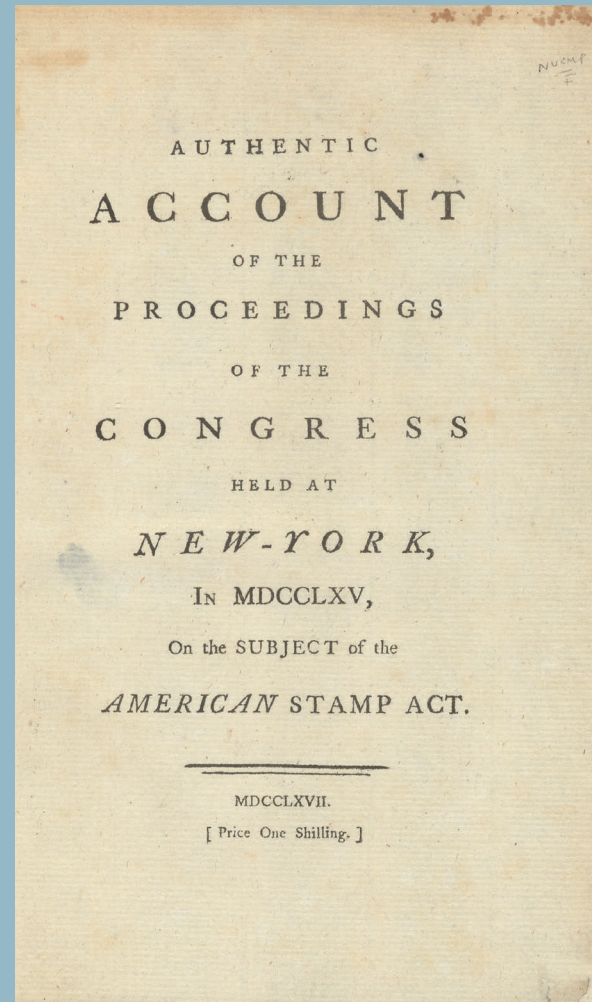 AUTHENTIC
ACCOUNT
OF THE
PROCEEDINGS
OF THE
CONGRESS
HELD AT
NEW-YORK,
IN MDCCLXV,
On the SUBJECT of the
AMERICAN STAMP ACT.
MDCCLXVII.
[ Price One Shilling. ]